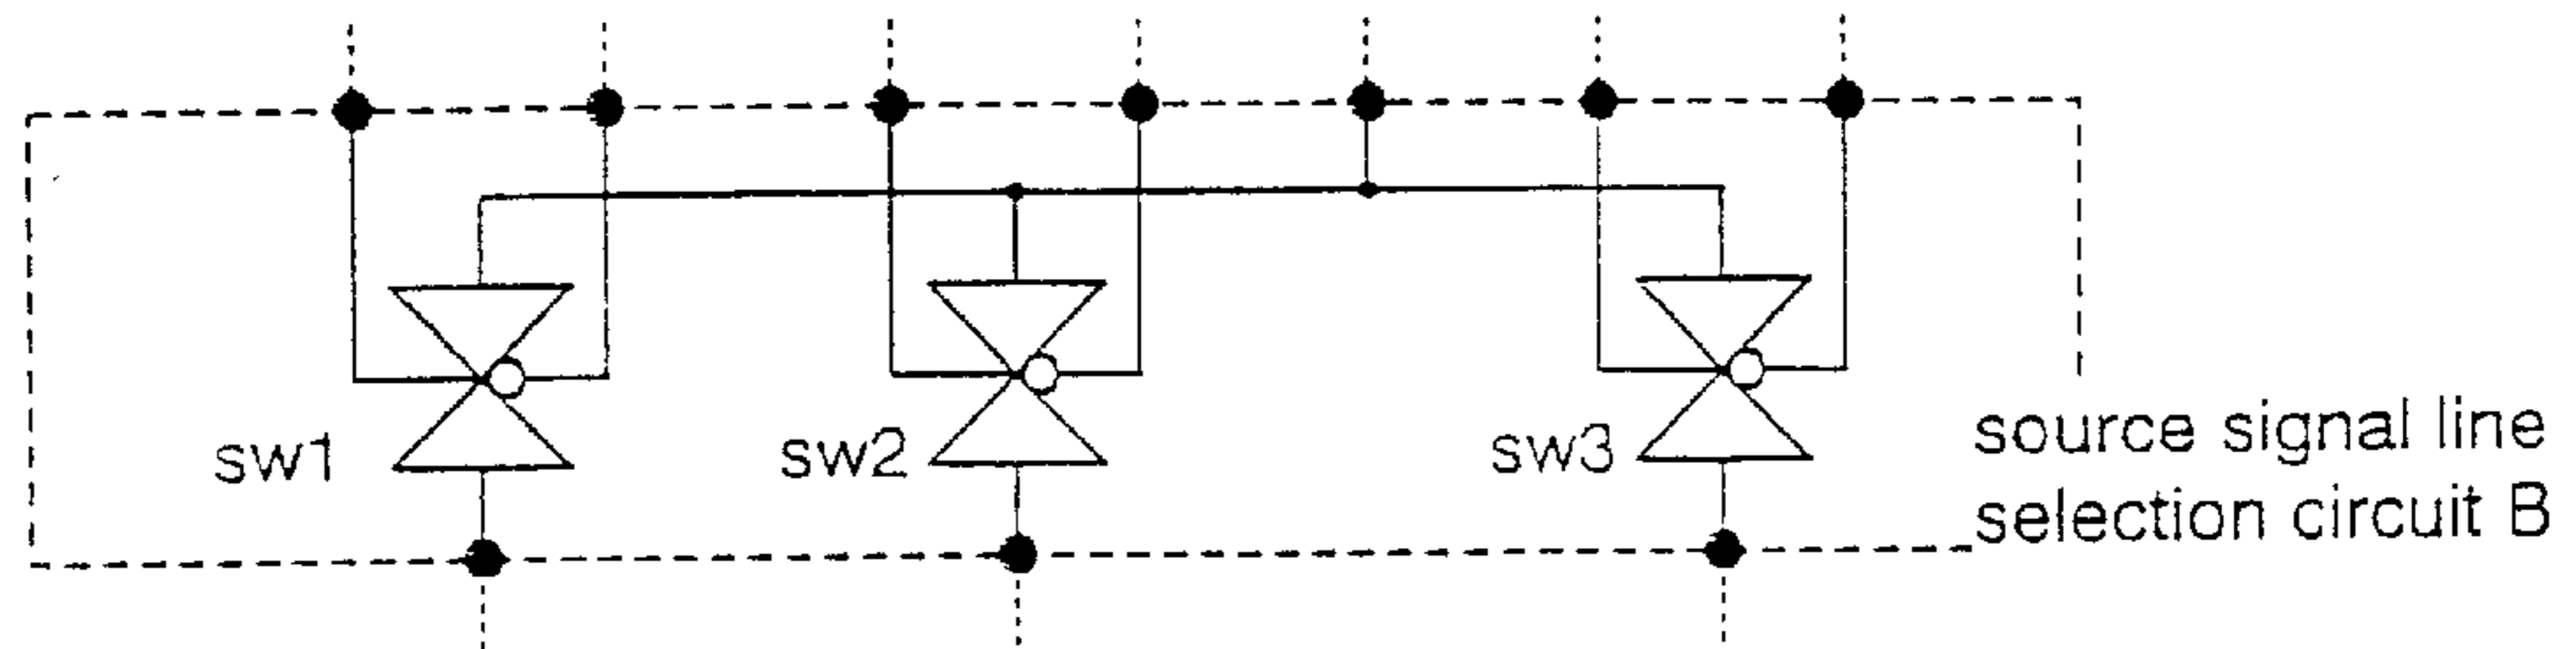 sw1
sw2
sw3
source signal line
selection circuit B